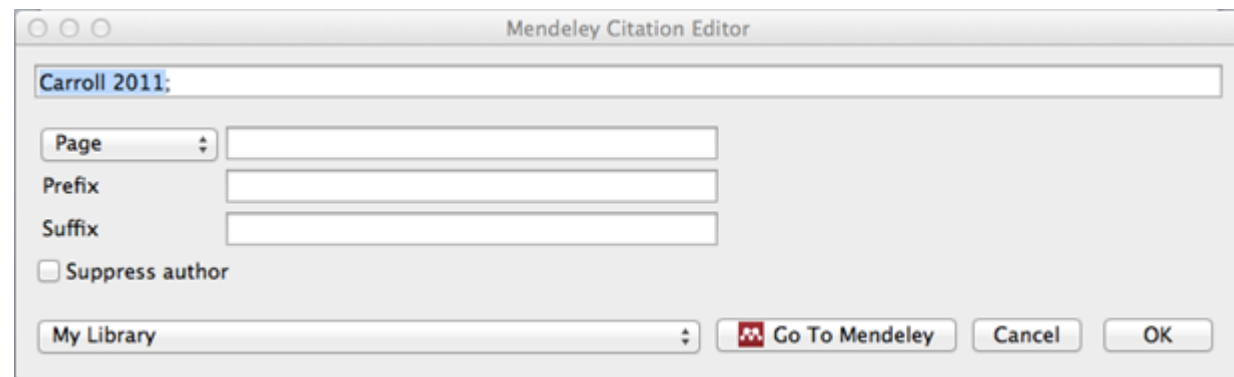 Mendeley Citation Editor
Carroll 2011;
Page
Prefix
Suffix
Suppress author
My Library Go To Mendeley Cancel OK